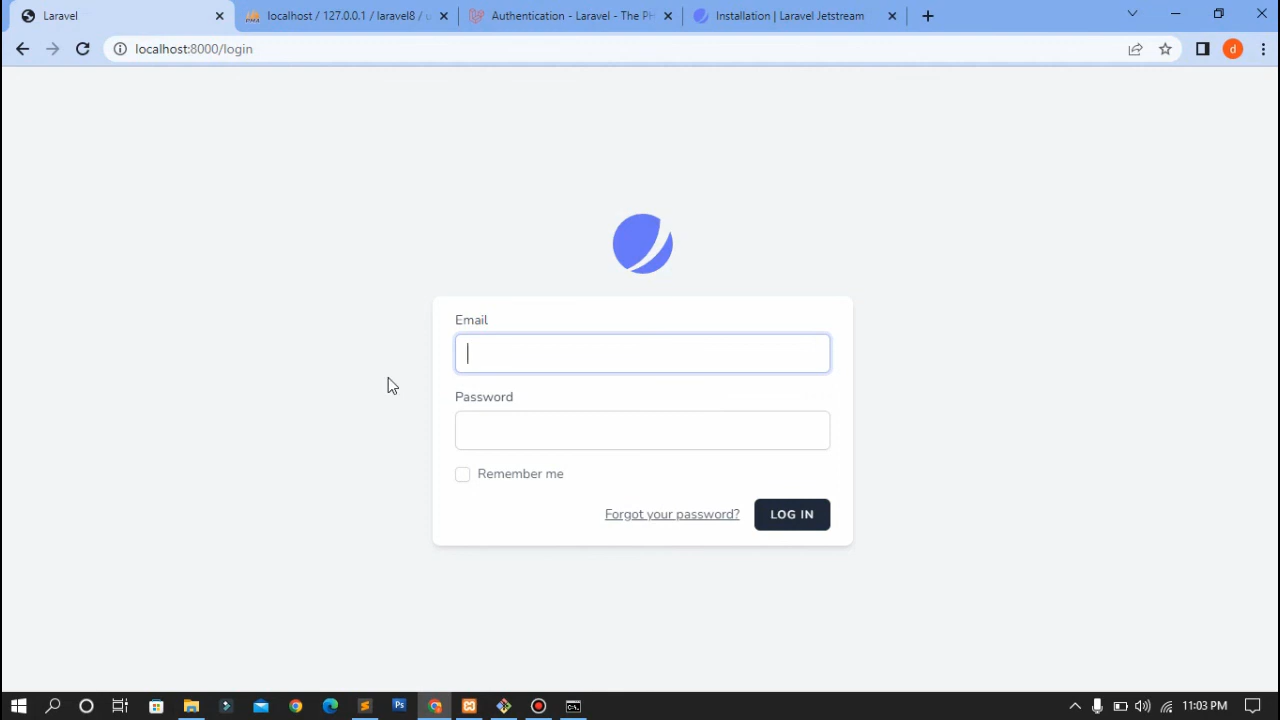 Laravel
localhost / 127.0.0.1 / laravel8 / u
Authentication - Laravel - The PH
Installation | Laravel Jetstream
localhost:8000/login
d
Email
Password
Remember me
Forgot your password?
LOG IN
Ps
11:03 PM